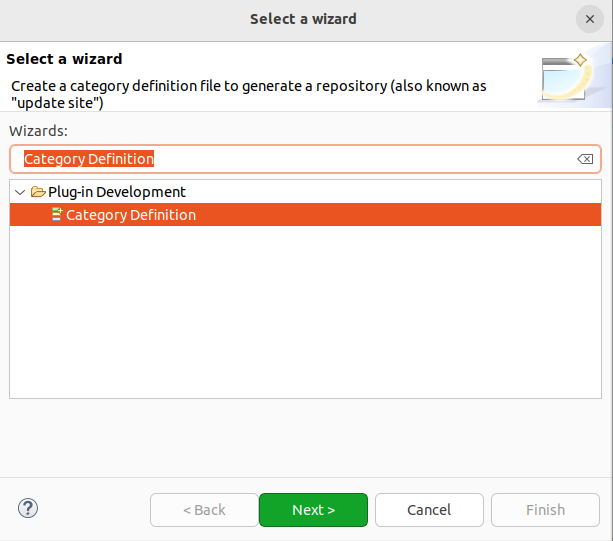 Select a wizard
Select a wizard
Create a category definition file to generate a repository (also known as
"update site")
Wizards:
Category Definition
Plug-in Development
Category Definition
< Back
Next >
Cancel
Finish